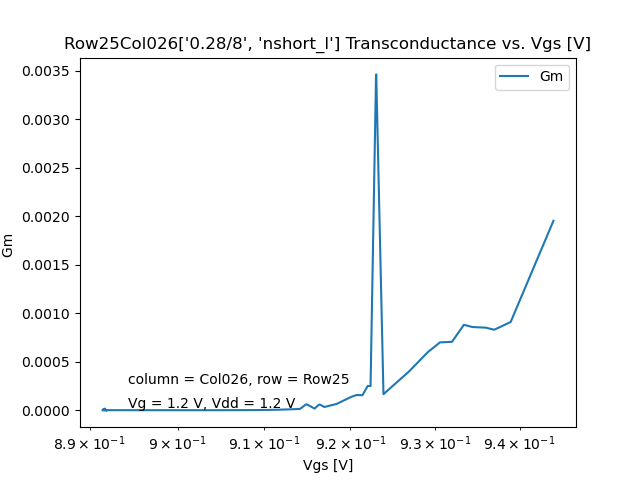 Row25Col026['0.28/8', 'nshort_l'] Transconductance vs. Vgs [V]
Gm
0.0035
0.0030
0.0025
0.0020
0.0015
0.0010
0.0005
0.0000
Gm
column = Col026, row = Row25
Vg = 1.2 V, Vdd = 1.2 V
8.9 × 10⁻¹ 9 × 10⁻¹ 9.1 × 10⁻¹ 9.2 × 10⁻¹ 9.3 × 10⁻¹ 9.4 × 10⁻¹
Vgs [V]